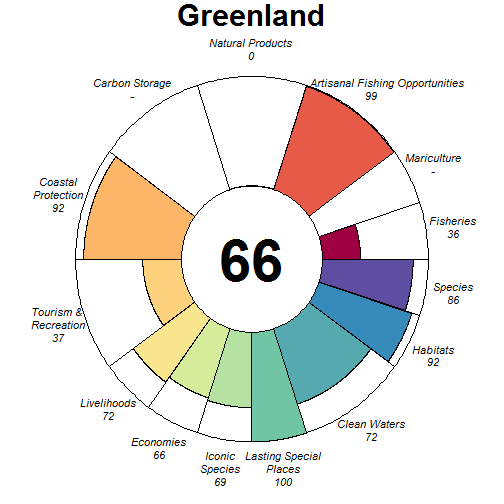 Greenland
Natural Products
0
Carbon Storage
-
Artisanal Fishing Opportunities
99
Mariculture
-
Coastal
Protection
92
Fisheries
36
66
Species
86
Tourism &
Recreation
37
Habitats
92
Livelihoods
72
Clean Waters
72
Economies
66
Iconic
Species
69
Lasting Special
Places
100